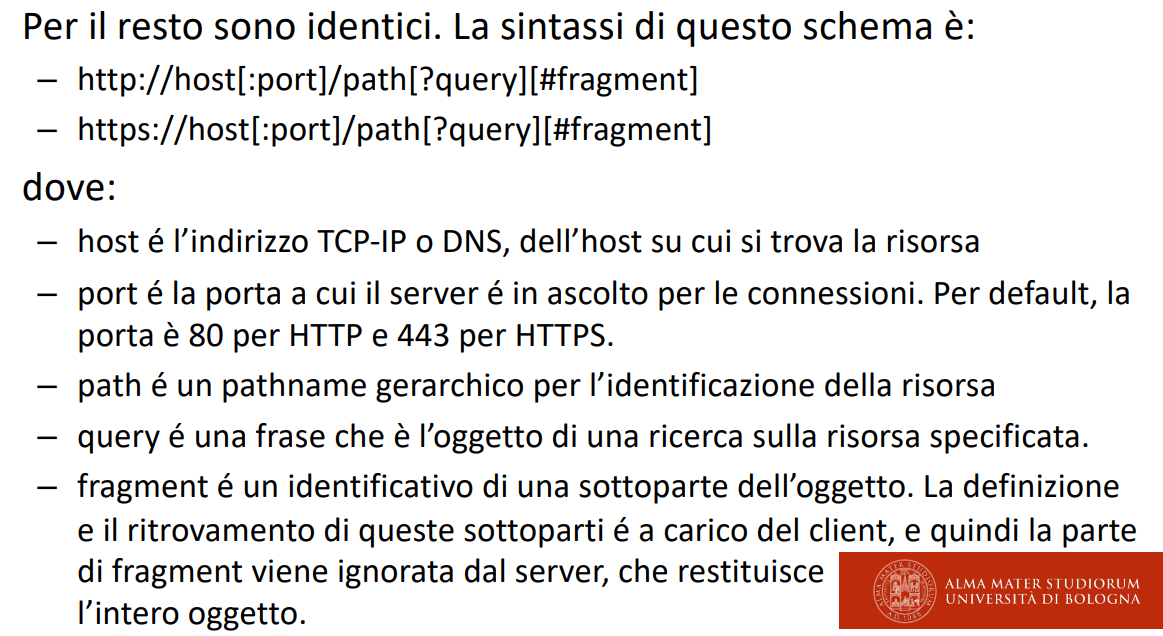 Per il resto sono identici. La sintassi di questo schema è:
– http://host[:port]/path[?query][#fragment]
– https://host[:port]/path[?query][#fragment]
dove:
– host é l’indirizzo TCP-IP o DNS, dell’host su cui si trova la risorsa
– port é la porta a cui il server é in ascolto per le connessioni. Per default, la
porta è 80 per HTTP e 443 per HTTPS.
– path é un pathname gerarchico per l’identificazione della risorsa
– query é una frase che è l’oggetto di una ricerca sulla risorsa specificata.
– fragment é un identificativo di una sottoparte dell’oggetto. La definizione
e il ritrovamento di queste sottoparti é a carico del client, e quindi la parte
di fragment viene ignorata dal server, che restituisce
l’intero oggetto.
ALMA MATER STUDIORUM
UNIVERSITÀ DI BOLOGNA